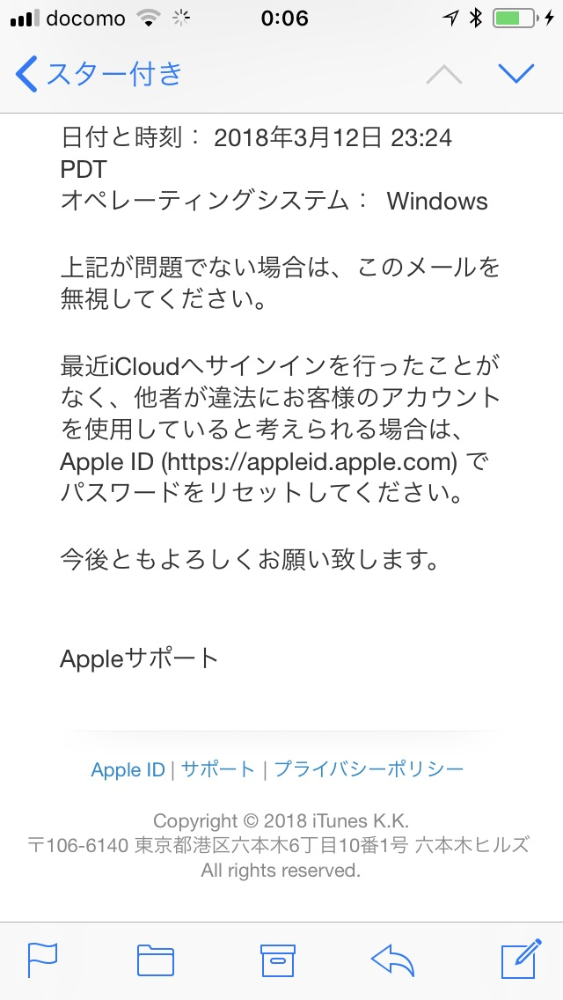 docomo 0:06
スター付き
日付と時刻： 2018年3月12日 23:24
PDT
オペレーティングシステム： Windows
上記が問題でない場合は、このメールを
無視してください。
最近iCloudへサインインを行ったことが
なく、他者が違法にお客様のアカウント
を使用していると考えられる場合は、
Apple ID (https://appleid.apple.com) で
パスワードをリセットしてください。
今後ともよろしくお願い致します。
Appleサポート
Apple ID | サポート | プライバシーポリシー
Copyright © 2018 iTunes K.K.
〒106-6140 東京都港区六本木6丁目10番1号 六本木ヒルズ
All rights reserved.